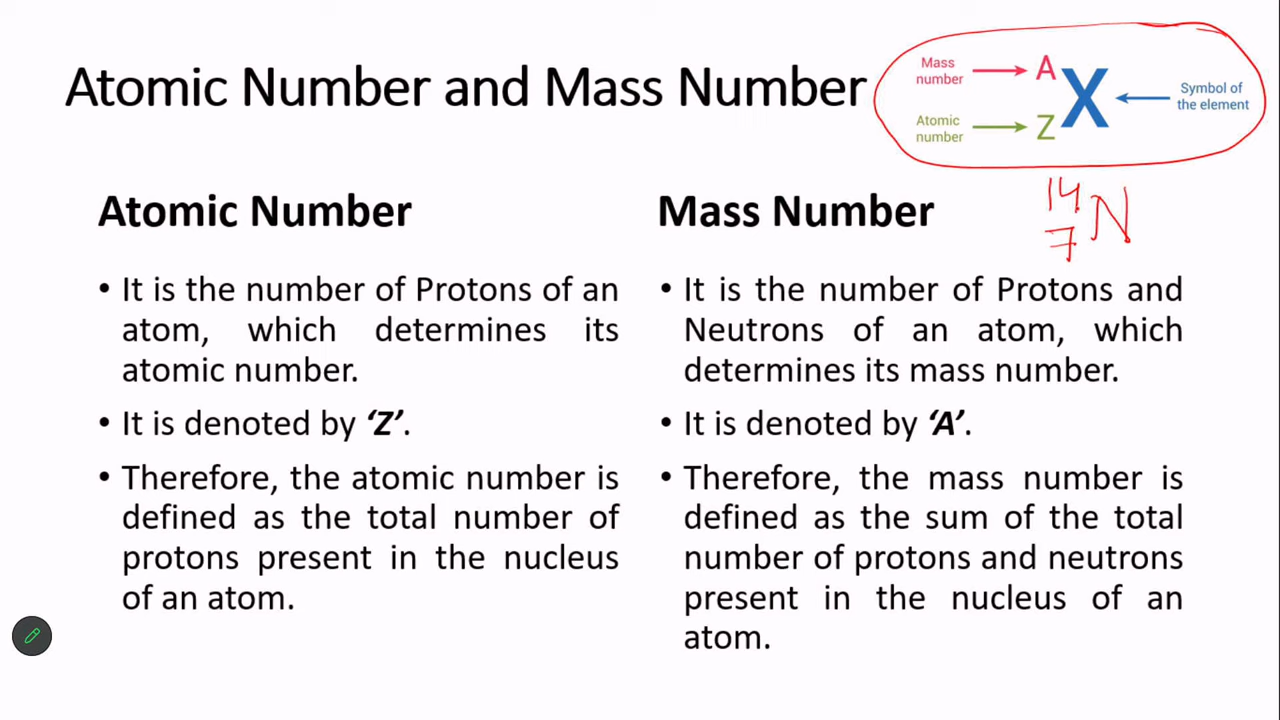 Atomic Number and Mass Number
Mass
number
A
X
Symbol of
the element
Atomic
number
Z
14
7
N
Atomic Number
• It is the number of Protons of an
atom, which determines its
atomic number.
• It is denoted by ‘Z’.
• Therefore, the atomic number is
defined as the total number of
protons present in the nucleus
of an atom.
Mass Number
• It is the number of Protons and
Neutrons of an atom, which
determines its mass number.
• It is denoted by ‘A’.
• Therefore, the mass number is
defined as the sum of the total
number of protons and neutrons
present in the nucleus of an
atom.